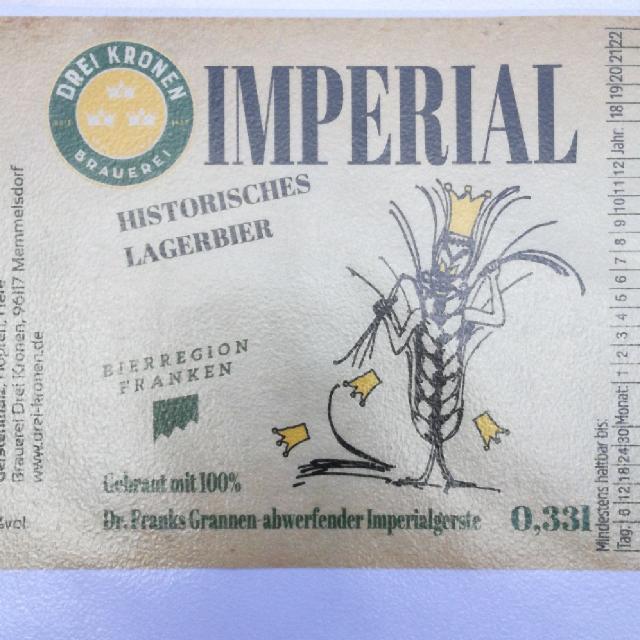 DREI KRONEN
BRAUEREI
IMPERIAL
HISTORISCHES
LAGERBIER
BIERREGION
FRANKEN
Gebraut mit 100%
Dr. Franks Grannen abwerfender Imperialgerste
0,33l
Brauerei Drei Kronen, 96117 Memmelsdorf
www.drei-kronen.de
Mindestens haltbar bis:
Tag: 6 12 18 24 30 Monat: 1 2 3 4 5 6 7 8 9 10 11 12 Jahr: 18 19 20 21 22